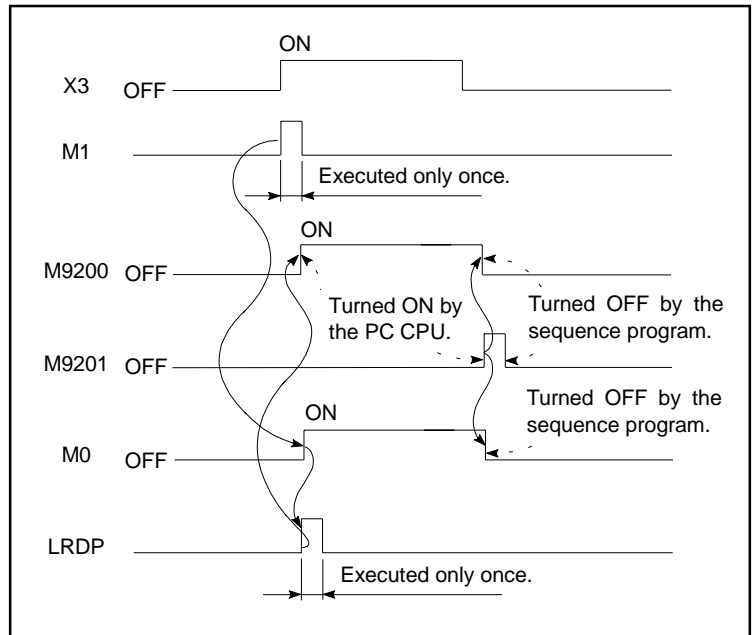 ON
X3 OFF
M1
Executed only once.
ON
M9200 OFF
Turned ON by
the PC CPU.
Turned OFF by the
sequence program.
M9201 OFF
Turned OFF by the
sequence program.
ON
M0 OFF
LRDP
Executed only once.